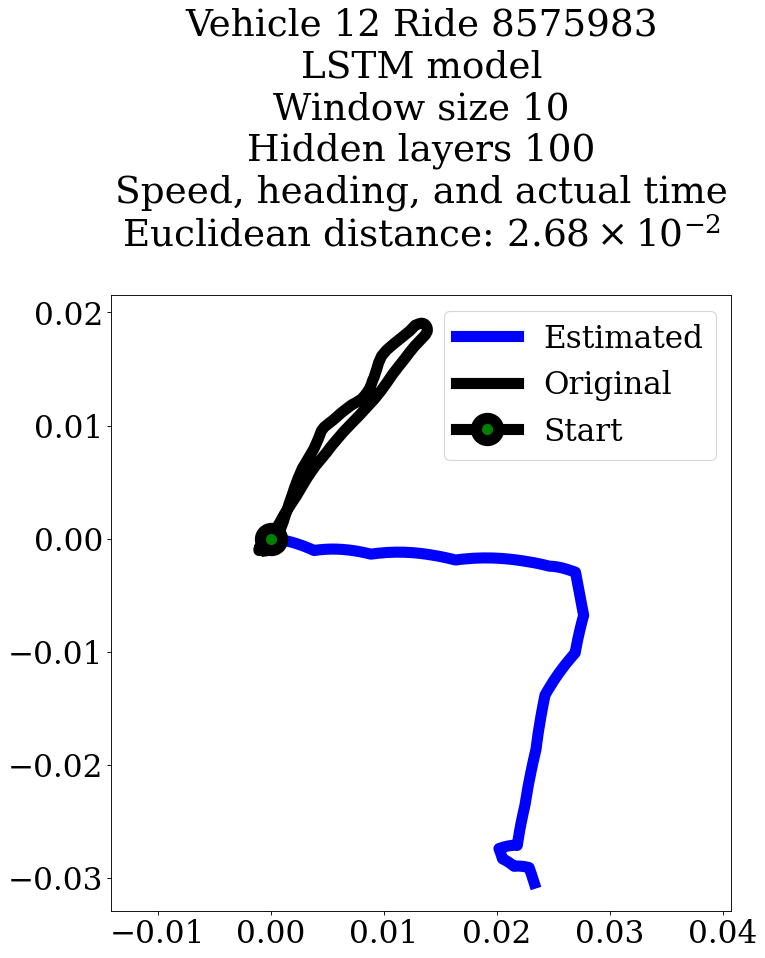 Vehicle 12 Ride 8575983
LSTM model
Window size 10
Hidden layers 100
Speed, heading, and actual time
Euclidean distance: 2.68 × 10⁻²
Estimated
Original
Start
0.02
0.01
0.00
−0.01
−0.02
−0.03
−0.01 0.00 0.01 0.02 0.03 0.04